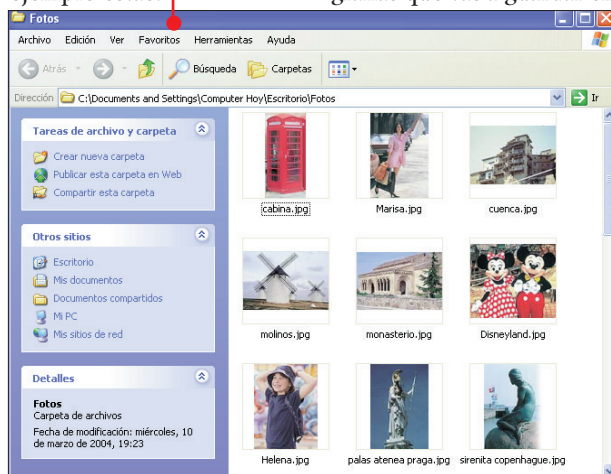 Fotos
Archivo Edición Ver Favoritos Herramientas Ayuda
Atrás Búsqueda Carpetas
Dirección C:\Documents and Settings\Computer Hoy\Escritorio\Fotos Ir
Tareas de archivo y carpeta
Crear nueva carpeta
Publicar esta carpeta en Web
Compartir esta carpeta
Otros sitios
Escritorio
Mis documentos
Documentos compartidos
Mi PC
Mis sitios de red
Detalles
Fotos
Carpeta de archivos
Fecha de modificación: miércoles, 10
de marzo de 2004, 19:23
cabina.jpg Marisa.jpg cuenca.jpg
molinos.jpg monasterio.jpg Disneyland.jpg
Helena.jpg palas atenea praga.jpg sirenita copenhague.jpg